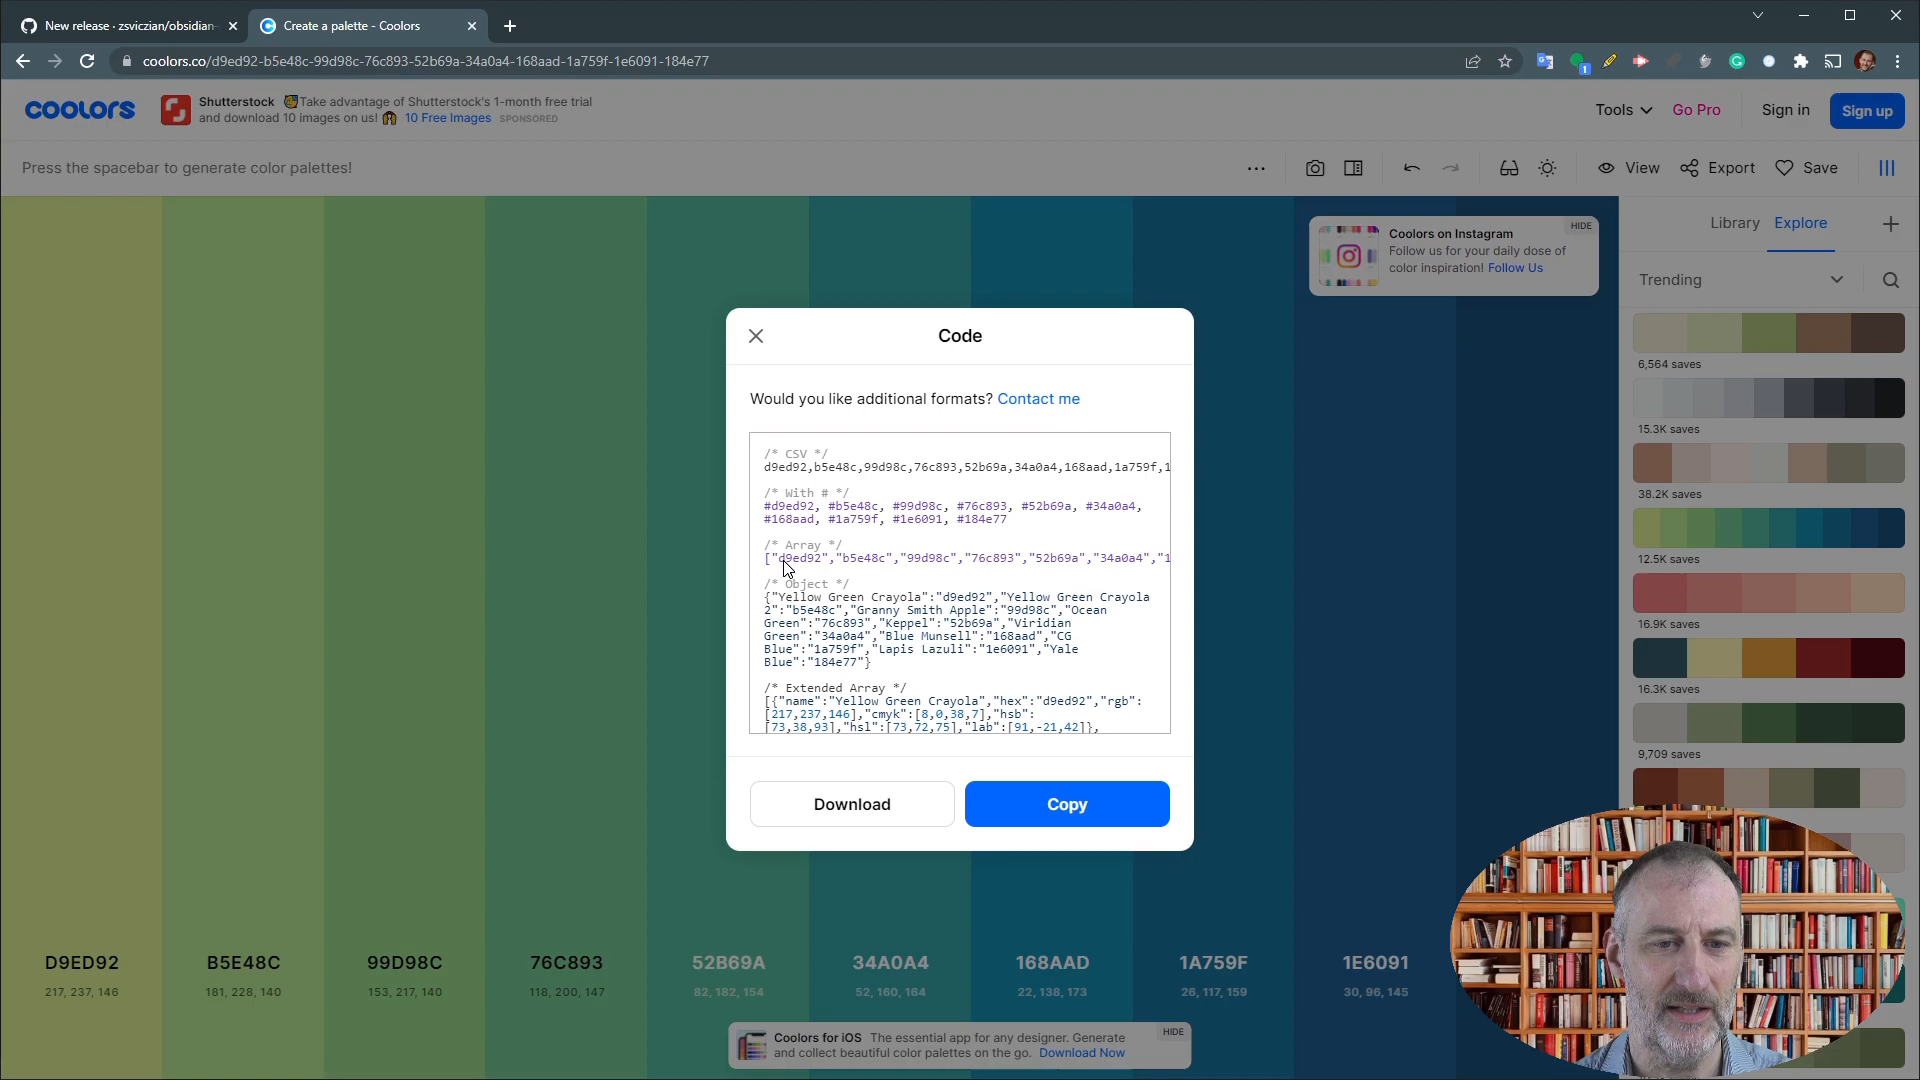 New release · zsviczian/obsidian-
Create a palette - Coolors
coolors.co/d9ed92-b5e48c-99d98c-76c893-52b69a-34a0a4-168aad-1a759f-1e6091-184e77
1
coolors
Shutterstock Take advantage of Shutterstock's 1-month free trial
and download 10 images on us! 10 Free Images SPONSORED
Tools
Go Pro
Sign in
Sign up
Press the spacebar to generate color palettes!
View
Export
Save
Coolors on Instagram
HIDE
Follow us for your daily dose of
color inspiration! Follow Us
Library
Explore
Trending
6,564 saves
15.3K saves
38.2K saves
12.5K saves
16.9K saves
16.3K saves
9,709 saves
Code
Would you like additional formats? Contact me
/* CSV */
d9ed92,b5e48c,99d98c,76c893,52b69a,34a0a4,168aad,1a759f,1
/* With # */
#d9ed92, #b5e48c, #99d98c, #76c893, #52b69a, #34a0a4,
#168aad, #1a759f, #1e6091, #184e77
/* Array */
["d9ed92","b5e48c","99d98c","76c893","52b69a","34a0a4","1
/* Object */
{"Yellow Green Crayola":"d9ed92","Yellow Green Crayola
2":"b5e48c","Granny Smith Apple":"99d98c","Ocean
Green":"76c893","Keppel":"52b69a","Viridian
Green":"34a0a4","Blue Munsell":"168aad","CG
Blue":"1a759f","Lapis Lazuli":"1e6091","Yale
Blue":"184e77"}
/* Extended Array */
[{"name":"Yellow Green Crayola","hex":"d9ed92","rgb":
[217,237,146],"cmyk":[8,0,38,7],"hsb":
[73,38,93],"hsl":[73,72,75],"lab":[91,-21,42]},
Download
Copy
D9ED92
217, 237, 146
B5E48C
181, 228, 140
99D98C
153, 217, 140
76C893
118, 200, 147
52B69A
82, 182, 154
34A0A4
52, 160, 164
168AAD
22, 138, 173
1A759F
26, 117, 159
1E6091
30, 96, 145
Coolors for iOS The essential app for any designer. Generate
and collect beautiful color palettes on the go. Download Now
HIDE